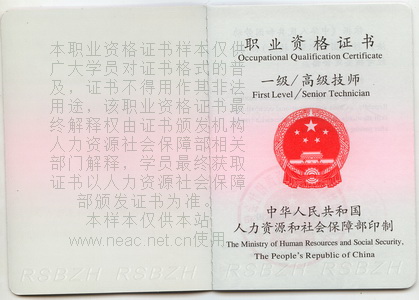 本职业资格证书样本仅供
广大学员对证书格式的普
及，证书不得用作其非法
用途，该职业资格证书最
终解释权由证书颁发机构
人力资源社会保障部相关
部门解释，学员最终获取
证书以人力资源社会保障
部颁发证书为准。
本样本仅供本站
www.neac.net.cn使用
职业资格证书
Occupational Qualification Certificate
一级/高级技师
First Level/Senior Technician
中华人民共和国
人力资源和社会保障部印制
The Ministry of Human Resources and Social Security,
The People's Republic of China
RSBZH RSBZH
RSBZH RSBZH